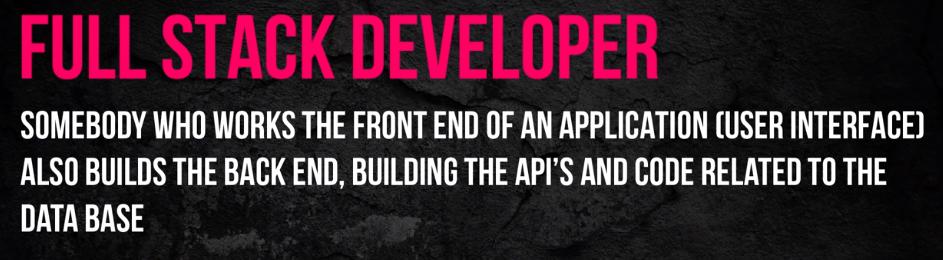 FULL STACK DEVELOPER
SOMEBODY WHO WORKS THE FRONT END OF AN APPLICATION (USER INTERFACE)
ALSO BUILDS THE BACK END, BUILDING THE API'S AND CODE RELATED TO THE
DATA BASE